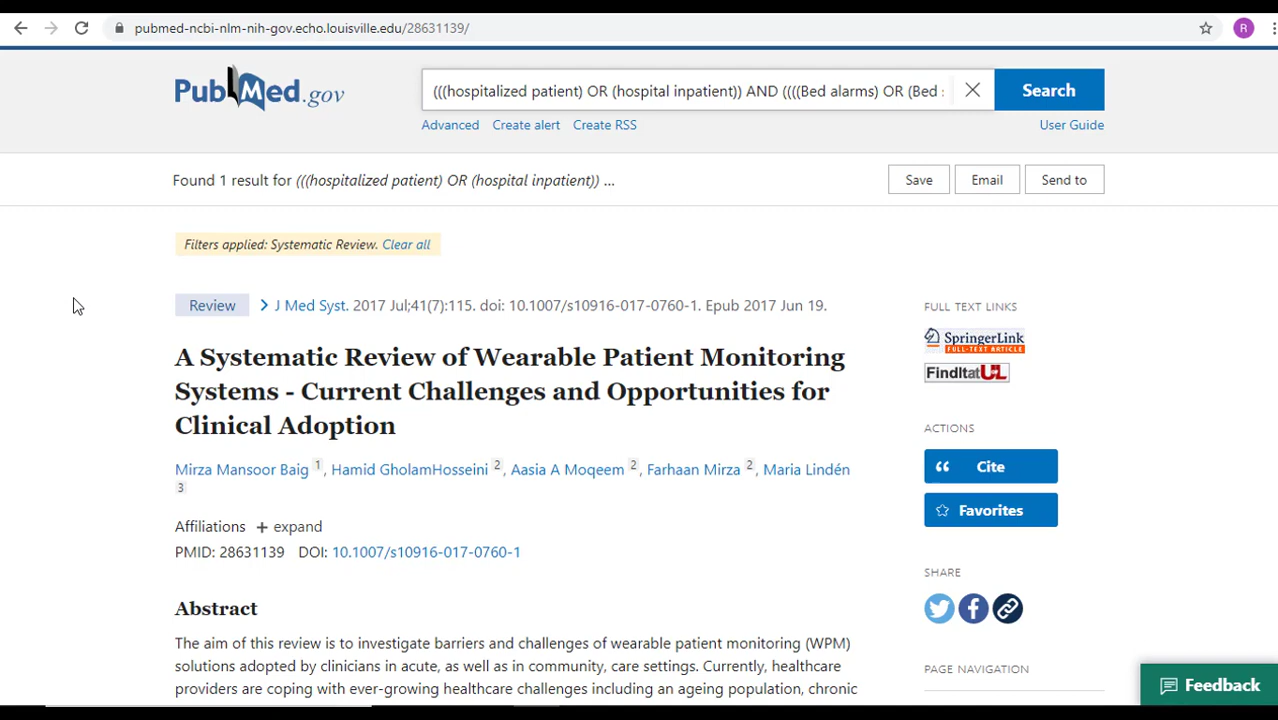 pubmed-ncbi-nlm-nih-gov.echo.louisville.edu/28631139/
R
PubMed.gov
(((hospitalized patient) OR (hospital inpatient)) AND ((((Bed alarms) OR (Bed :
Search
Advanced Create alert Create RSS
User Guide
Found 1 result for (((hospitalized patient) OR (hospital inpatient)) ...
Save Email Send to
Filters applied: Systematic Review. Clear all
Review > J Med Syst. 2017 Jul;41(7):115. doi: 10.1007/s10916-017-0760-1. Epub 2017 Jun 19.
A Systematic Review of Wearable Patient Monitoring
Systems - Current Challenges and Opportunities for
Clinical Adoption
Mirza Mansoor Baig 1, Hamid GholamHosseini 2, Aasia A Moqeem 2, Farhaan Mirza 2, Maria Lindén
3
Affiliations + expand
PMID: 28631139 DOI: 10.1007/s10916-017-0760-1
Abstract
The aim of this review is to investigate barriers and challenges of wearable patient monitoring (WPM)
solutions adopted by clinicians in acute, as well as in community, care settings. Currently, healthcare
providers are coping with ever-growing healthcare challenges including an ageing population, chronic
FULL TEXT LINKS
SpringerLink
FULL-TEXT ARTICLE
FindItatUL
ACTIONS
Cite
Favorites
SHARE
PAGE NAVIGATION
Feedback